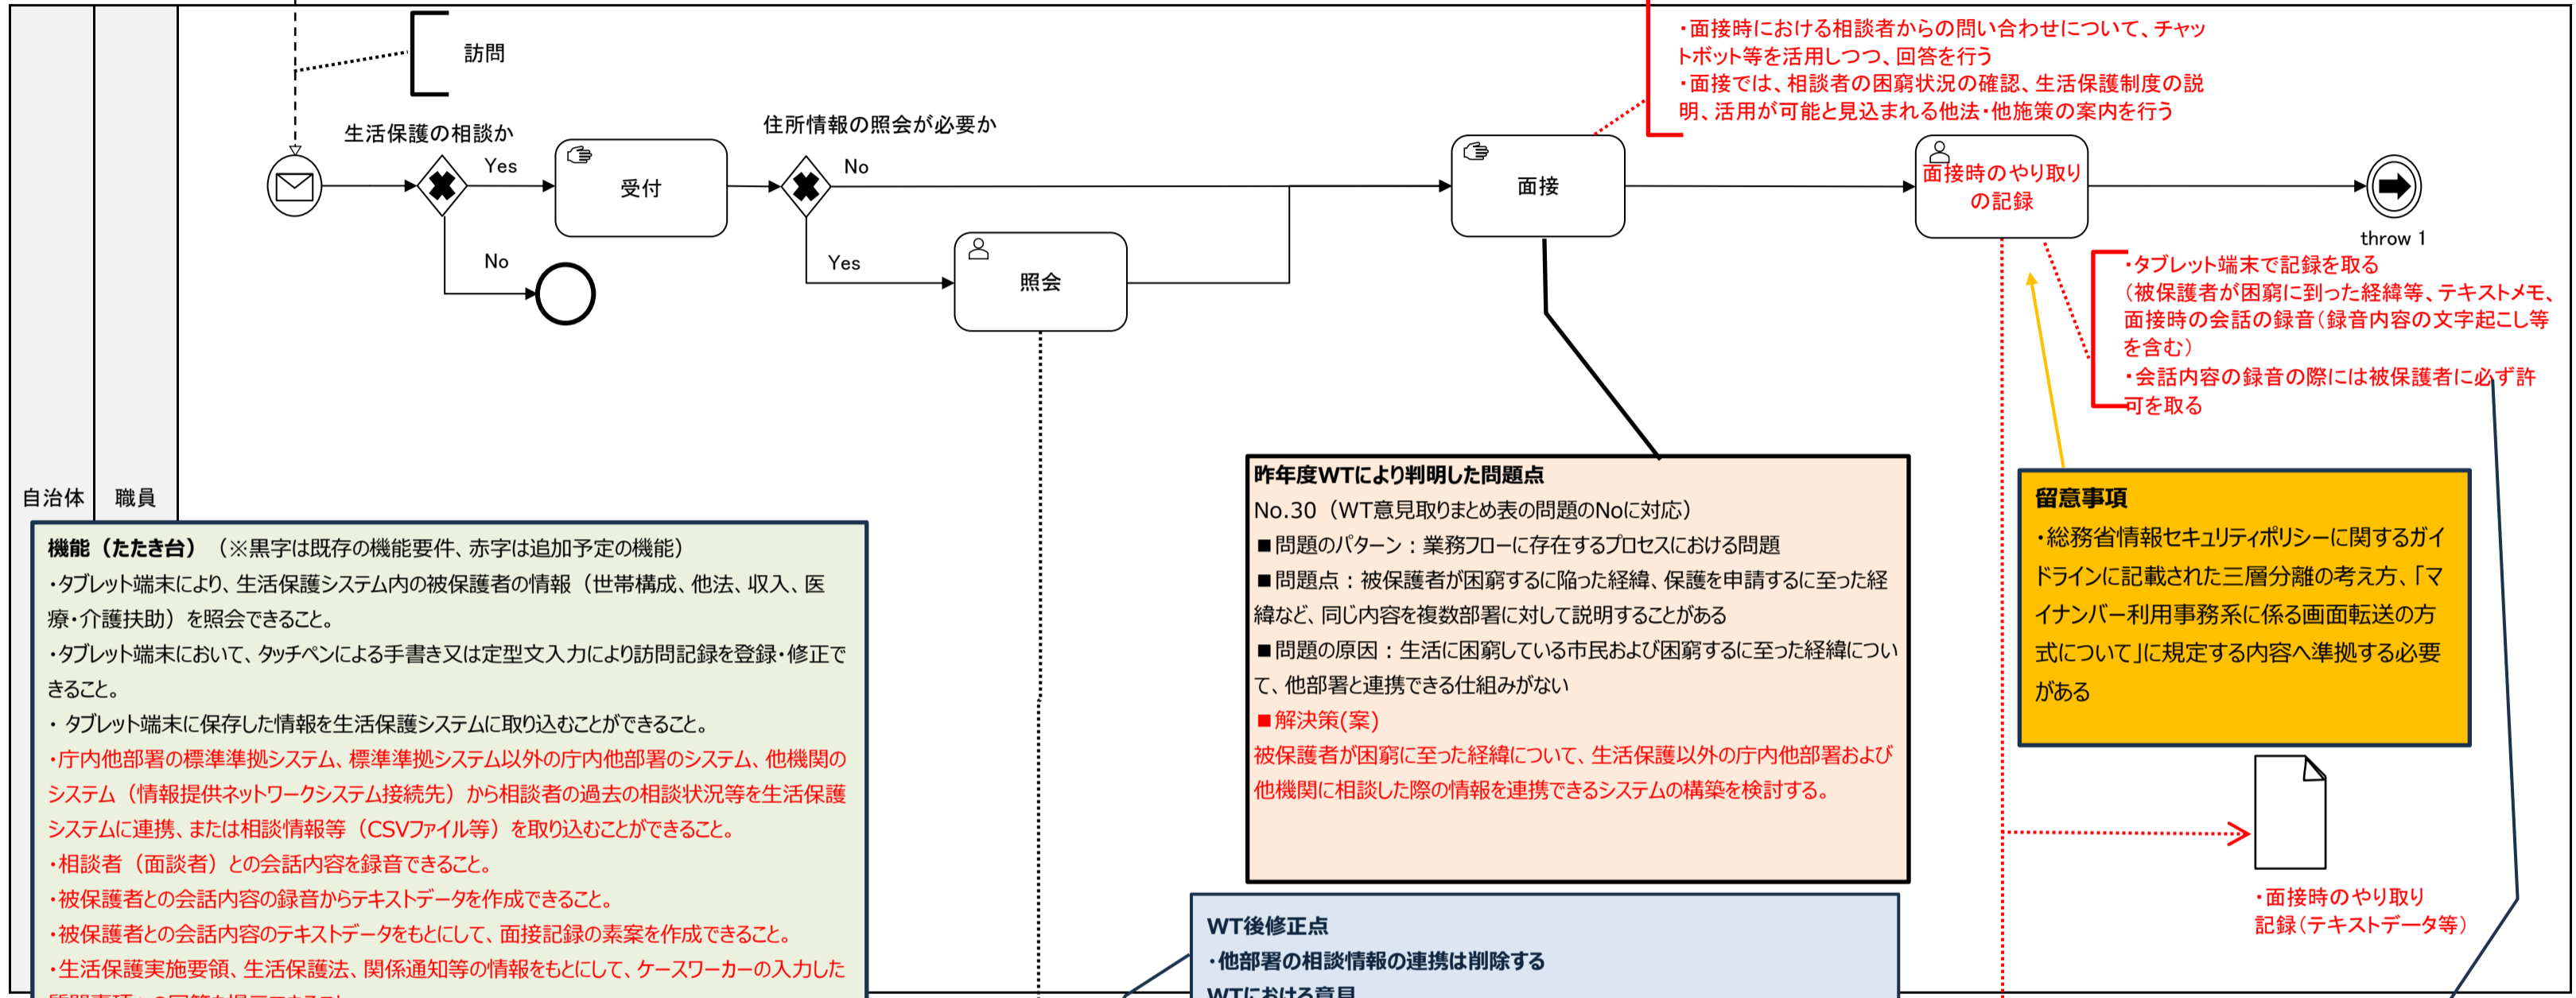 ・面接時における相談者からの問い合わせについて、チャッ
トボット等を活用しつつ、回答を行う
・面接では、相談者の困窮状況の確認、生活保護制度の説
明、活用が可能と見込まれる他法・他施策の案内を行う
訪問
生活保護の相談か
住所情報の照会が必要か
Yes
No
受付
面接
面接時のやり取り
の記録
throw 1
No
Yes
照会
・タブレット端末で記録を取る
（被保護者が困窮に到った経緯等、テキストメモ、
面接時の会話の録音（録音内容の文字起こし等
を含む）
・会話内容の録音の際には被保護者に必ず許
可を取る
自治体
職員
機能（たたき台）（※黒字は既存の機能要件、赤字は追加予定の機能）
・タブレット端末により、生活保護システム内の被保護者の情報（世帯構成、他法、収入、医
療・介護扶助）を照会できること。
・タブレット端末において、タッチペンによる手書き又は定型文入力により訪問記録を登録・修正で
きること。
・ タブレット端末に保存した情報を生活保護システムに取り込むことができること。
・庁内他部署の標準準拠システム、標準準拠システム以外の庁内他部署のシステム、他機関の
システム（情報提供ネットワークシステム接続先）から相談者の過去の相談状況等を生活保護
システムに連携、または相談情報等（CSVファイル等）を取り込むことができること。
・相談者（面談者）との会話内容を録音できること。
・被保護者との会話内容の録音からテキストデータを作成できること。
・被保護者との会話内容のテキストデータをもとにして、面接記録の素案を作成できること。
・生活保護実施要領、生活保護法、関係通知等の情報をもとにして、ケースワーカーの入力した
昨年度WTにより判明した問題点
No.30（WT意見取りまとめ表の問題のNoに対応）
■問題のパターン：業務フローに存在するプロセスにおける問題
■問題点：被保護者が困窮するに陥った経緯、保護を申請するに至った経
緯など、同じ内容を複数部署に対して説明することがある
■問題の原因：生活に困窮している市民および困窮するに至った経緯につい
て、他部署と連携できる仕組みがない
■解決策(案)
被保護者が困窮に至った経緯について、生活保護以外の庁内他部署および
他機関に相談した際の情報を連携できるシステムの構築を検討する。
留意事項
・総務省情報セキュリティポリシーに関するガイ
ドラインに記載された三層分離の考え方、「マ
イナンバー利用事務系に係る画面転送の方
式について」に規定する内容へ準拠する必要
がある
・面接時のやり取り
記録（テキストデータ等）
WT後修正点
・他部署の相談情報の連携は削除する
WTにおける意見